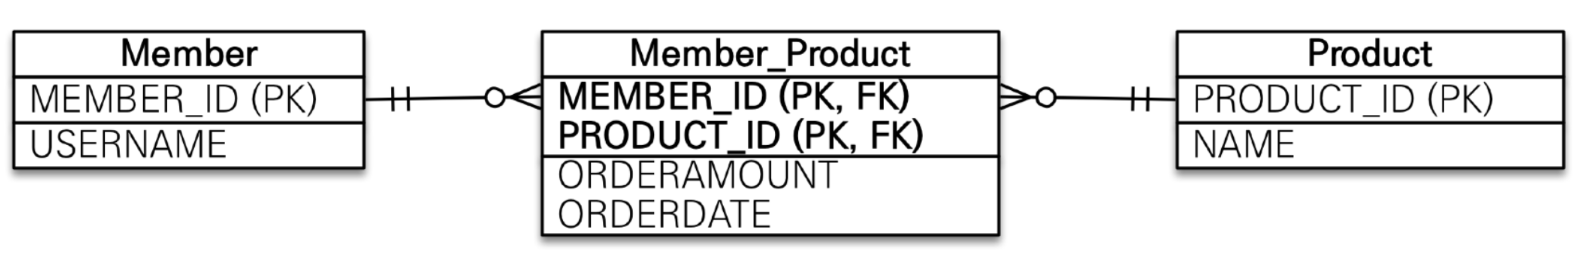 Member
MEMBER_ID (PK)
USERNAME
Member_Product
MEMBER_ID (PK, FK)
PRODUCT_ID (PK, FK)
ORDERAMOUNT
ORDERDATE
Product
PRODUCT_ID (PK)
NAME